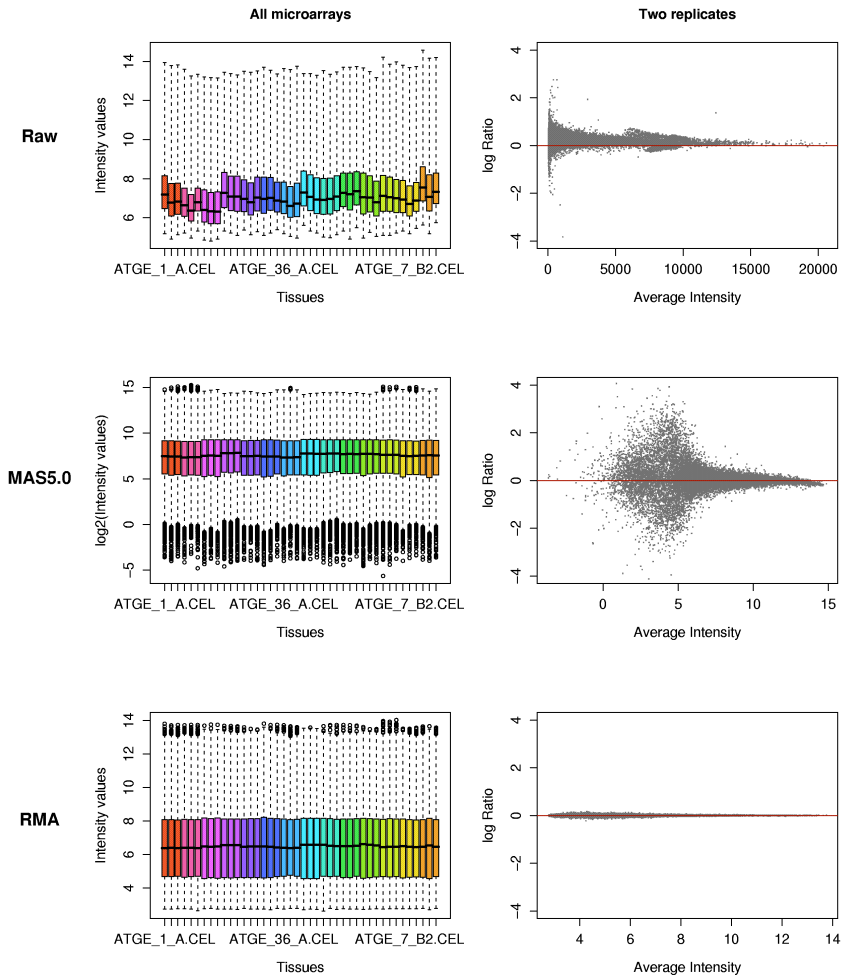 All microarrays
Two replicates
Raw
Intensity values
14
12
10
8
6
ATGE_1_A.CEL ATGE_36_A.CEL ATGE_7_B2.CEL
Tissues
log Ratio
4
2
0
−2
−4
0 5000 10000 15000 20000
Average Intensity
MAS5.0
log2(Intensity values)
15
10
5
0
−5
ATGE_1_A.CEL ATGE_36_A.CEL ATGE_7_B2.CEL
Tissues
log Ratio
4
2
0
−2
−4
0 5 10 15
Average Intensity
RMA
Intensity values
14
12
10
8
6
4
ATGE_1_A.CEL ATGE_36_A.CEL ATGE_7_B2.CEL
Tissues
log Ratio
4
2
0
−2
−4
4 6 8 10 12 14
Average Intensity